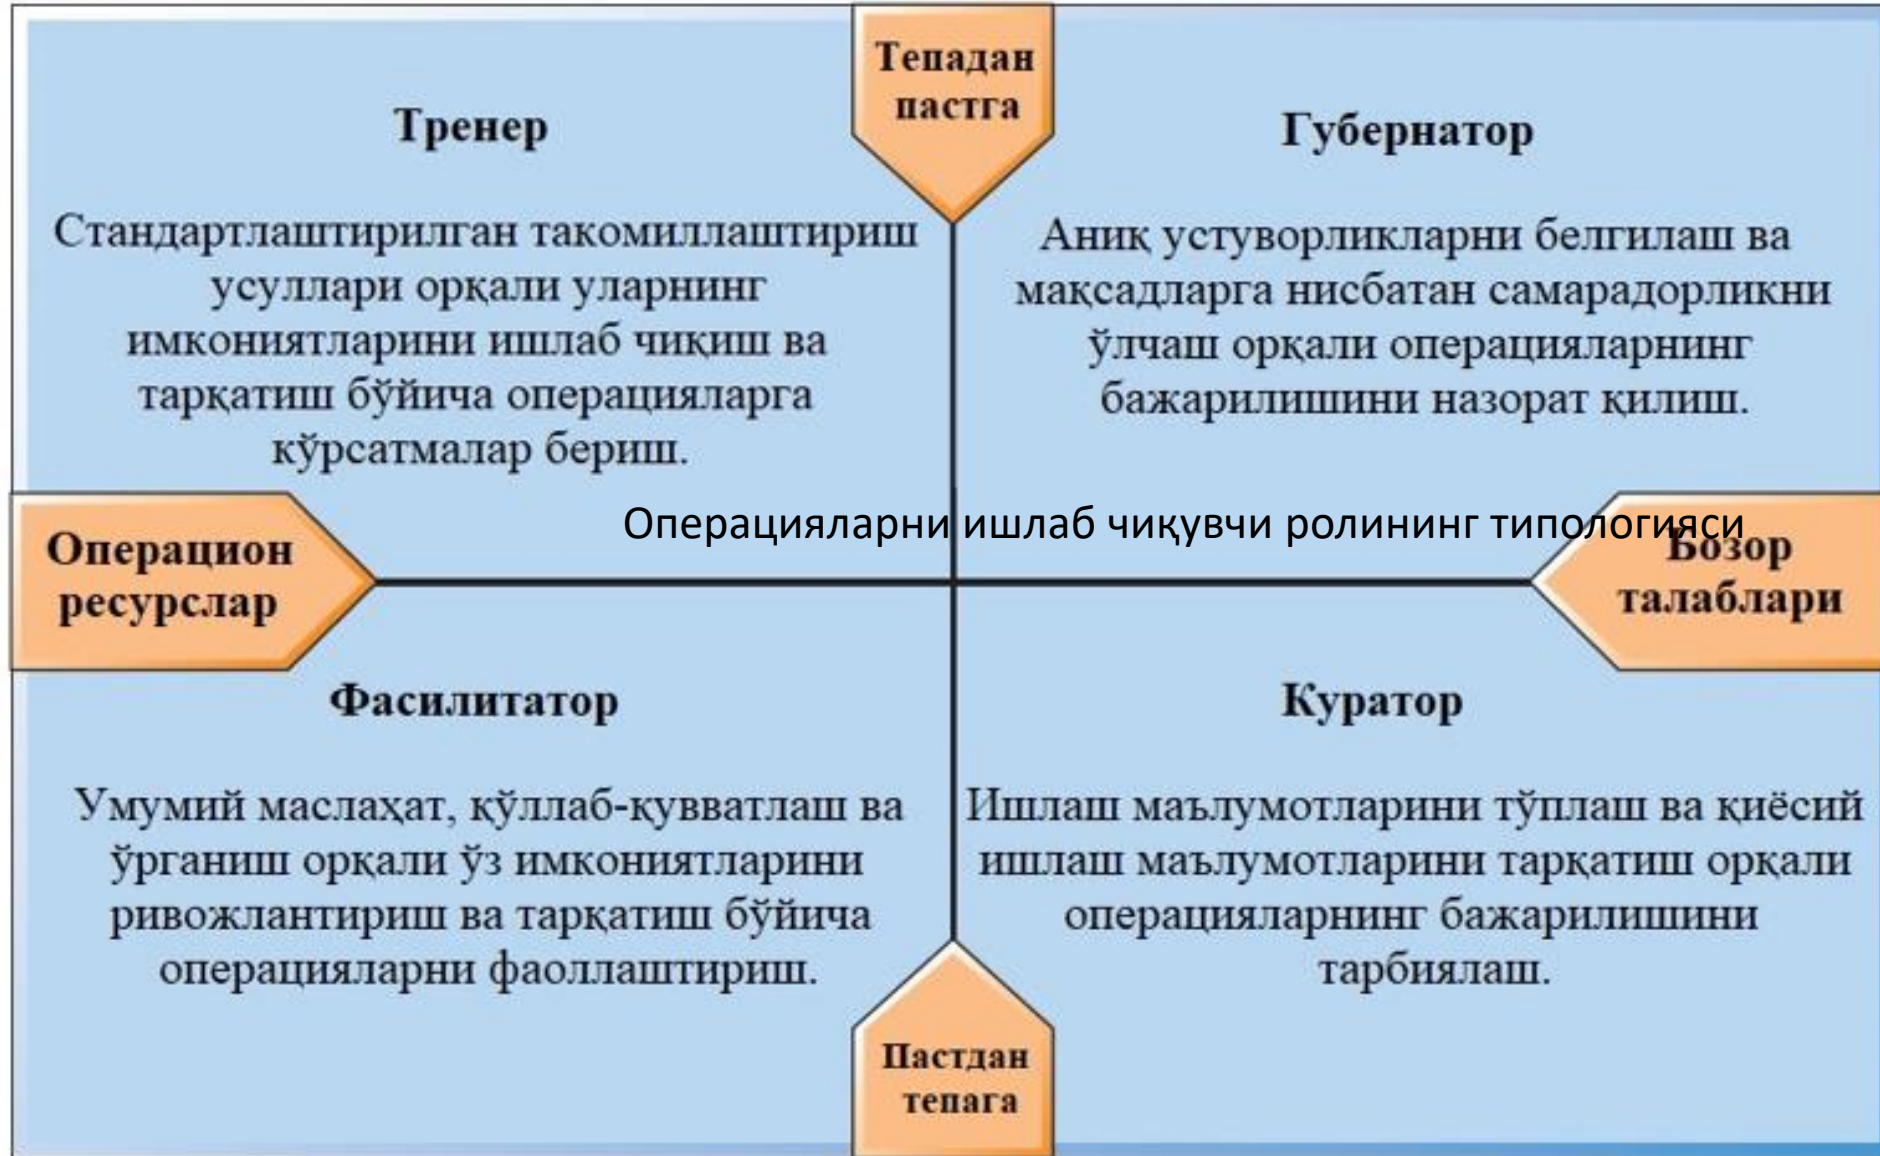 Тепадан
пастга
Тренер
Стандартлаштирилган такомиллаштириш
усуллари орқали уларнинг
имкониятларини ишлаб чиқиш ва
тарқатиш бўйича операцияларга
кўрсатмалар бериш.
Губернатор
Аниқ устуворликларни белгилаш ва
мақсадларга нисбатан самарадорликни
ўлчаш орқали операцияларнинг
бажарилишини назорат қилиш.
Операцияларни ишлаб чиқувчи ролининг типологияси
Операцион
ресурслар
Бозор
талаблари
Фасилитатор
Умумий маслаҳат, қўллаб-қувватлаш ва
ўрганиш орқали ўз имкониятларини
ривожлантириш ва тарқатиш бўйича
операцияларни фаоллаштириш.
Куратор
Ишлаш маълумотларини тўплаш ва қиёсий
ишлаш маълумотларини тарқатиш орқали
операцияларнинг бажарилишини
тарбиялаш.
Пастдан
тепага